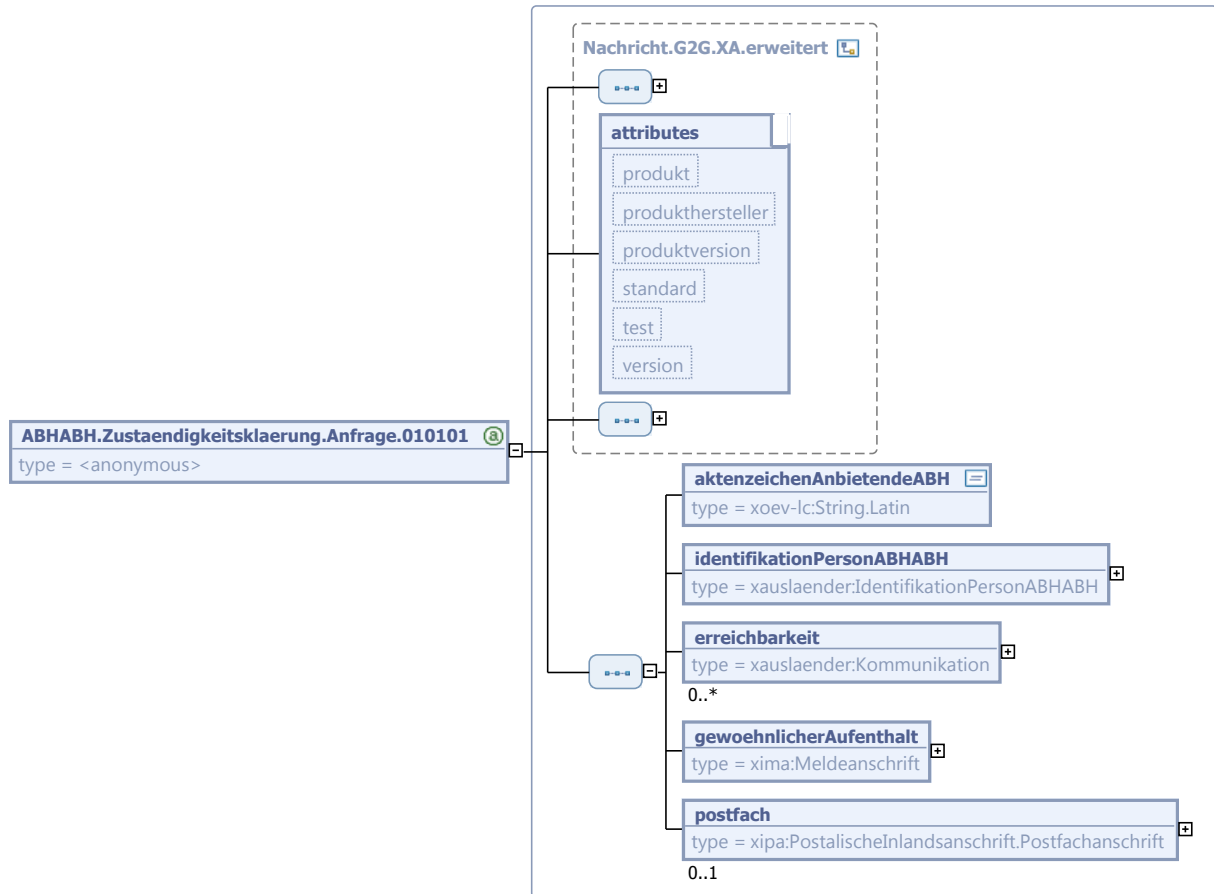 Nachricht.G2G.XA.erweitert
attributes
produkt
produkthersteller
produktversion
standard
test
version
ABHABH.Zustaendigkeitsklaerung.Anfrage.010101 a
type = <anonymous>
aktenzeichenAnbietendeABH
type = xoev-lc:String.Latin
identifikationPersonABHABH
type = xauslaender:IdentifikationPersonABHABH
erreichbarkeit
type = xauslaender:Kommunikation
0..*
gewoehnlicherAufenthalt
type = xima:Meldeanschrift
postfach
type = xipa:PostalischeInlandsanschrift.Postfachanschrift
0..1